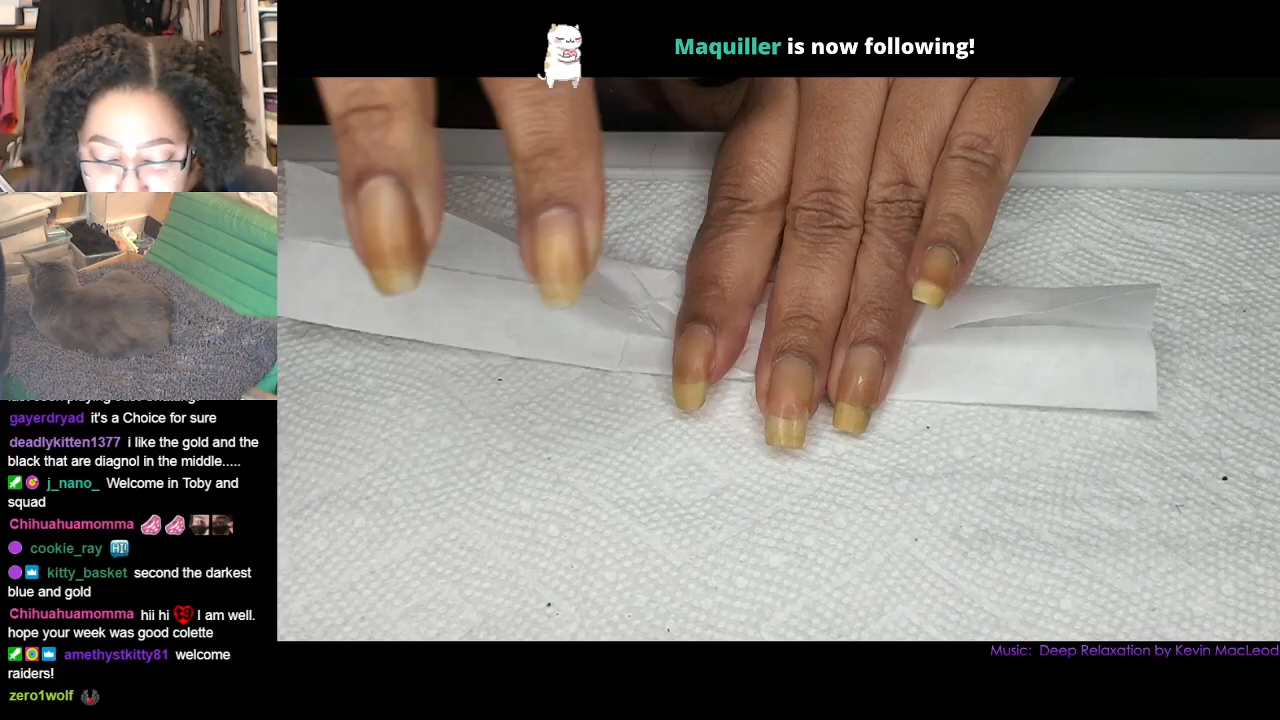 Maquiller is now following!
gayerdryad it's a Choice for sure
deadlykitten1377 i like the gold and the
black that are diagnol in the middle.....
j_nano_ Welcome in Toby and
squad
Chihuahuamomma
cookie_ray HI!
kitty_basket second the darkest
blue and gold
Chihuahuamomma hii hi I am well.
hope your week was good colette
amethystkitty81 welcome
raiders!
zero1wolf
Music: Deep Relaxation by Kevin MacLeod